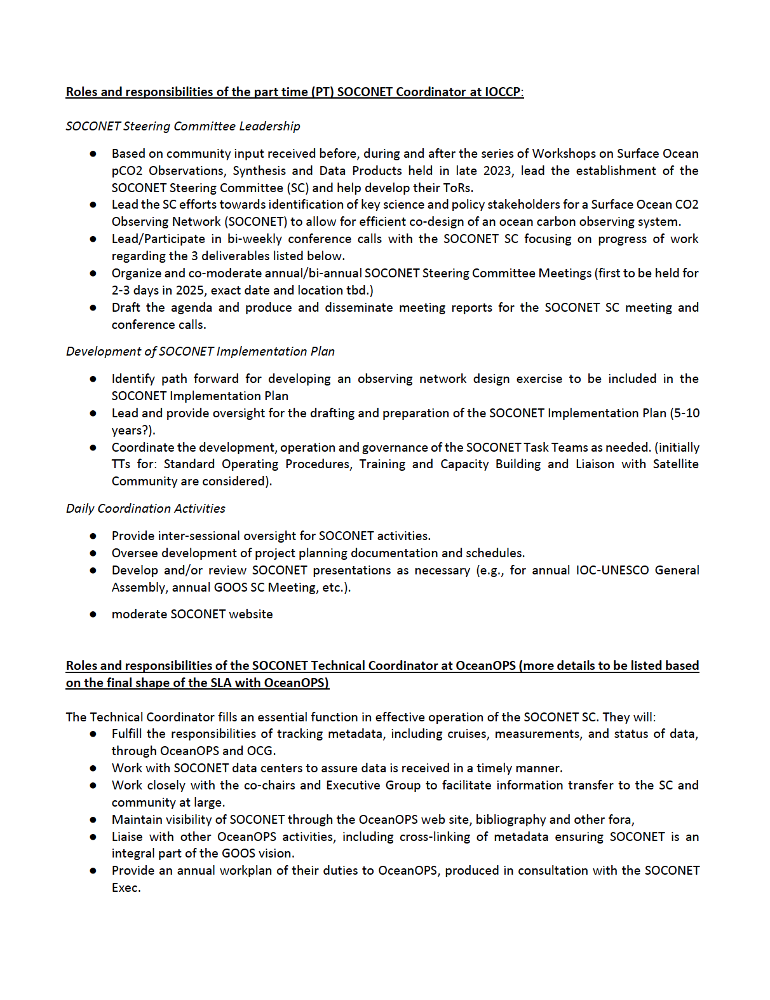 Roles and responsibilities of the part time (PT) SOCONET Coordinator at IOCCP:
SOCONET Steering Committee Leadership
● Based on community input received before, during and after the series of Workshops on Surface Ocean
pCO2 Observations, Synthesis and Data Products held in late 2023, lead the establishment of the
SOCONET Steering Committee (SC) and help develop their ToRs.
● Lead the SC efforts towards identification of key science and policy stakeholders for a Surface Ocean CO2
Observing Network (SOCONET) to allow for efficient co-design of an ocean carbon observing system.
● Lead/Participate in bi-weekly conference calls with the SOCONET SC focusing on progress of work
regarding the 3 deliverables listed below.
● Organize and co-moderate annual/bi-annual SOCONET Steering Committee Meetings (first to be held for
2-3 days in 2025, exact date and location tbd.)
● Draft the agenda and produce and disseminate meeting reports for the SOCONET SC meeting and
conference calls.
Development of SOCONET Implementation Plan
● Identify path forward for developing an observing network design exercise to be included in the
SOCONET Implementation Plan
● Lead and provide oversight for the drafting and preparation of the SOCONET Implementation Plan (5-10
years?).
● Coordinate the development, operation and governance of the SOCONET Task Teams as needed. (initially
TTs for: Standard Operating Procedures, Training and Capacity Building and Liaison with Satellite
Community are considered).
Daily Coordination Activities
● Provide inter-sessional oversight for SOCONET activities.
● Oversee development of project planning documentation and schedules.
● Develop and/or review SOCONET presentations as necessary (e.g., for annual IOC-UNESCO General
Assembly, annual GOOS SC Meeting, etc.).
● moderate SOCONET website
Roles and responsibilities of the SOCONET Technical Coordinator at OceanOPS (more details to be listed based
on the final shape of the SLA with OceanOPS)
The Technical Coordinator fills an essential function in effective operation of the SOCONET SC. They will:
● Fulfill the responsibilities of tracking metadata, including cruises, measurements, and status of data,
through OceanOPS and OCG.
● Work with SOCONET data centers to assure data is received in a timely manner.
● Work closely with the co-chairs and Executive Group to facilitate information transfer to the SC and
community at large.
● Maintain visibility of SOCONET through the OceanOPS web site, bibliography and other fora,
● Liaise with other OceanOPS activities, including cross-linking of metadata ensuring SOCONET is an
integral part of the GOOS vision.
● Provide an annual workplan of their duties to OceanOPS, produced in consultation with the SOCONET
Exec.